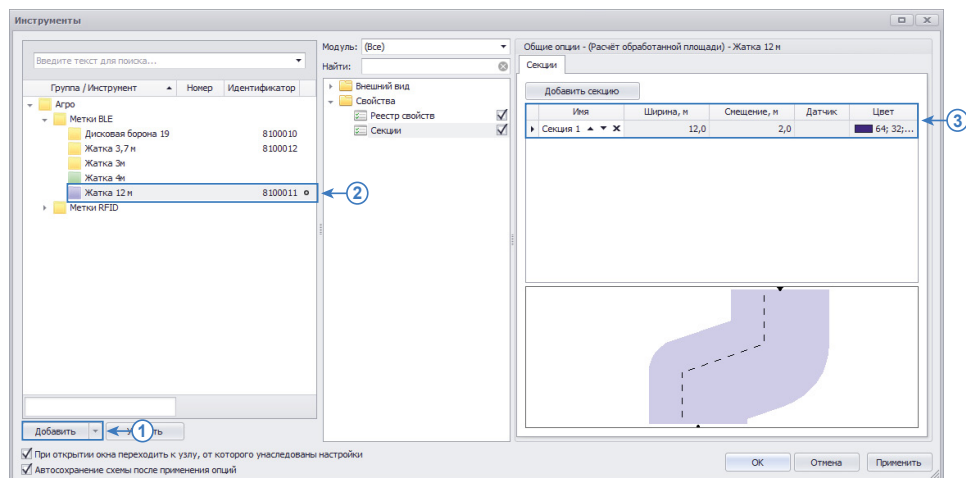 Инструменты
Введите текст для поиска...
Группа / Инструмент Номер Идентификатор
Агро
Метки BLE
Дисковая борона 19 8100010
Жатка 3,7 м 8100012
Жатка 3м
Жатка 4м
Жатка 12 м 8100011
Метки RFID
Добавить
ть
При открытии окна переходить к узлу, от которого унаследованы настройки
Автосохранение схемы после применения опций
Модуль: (Все)
Найти:
Внешний вид
Свойства
Реестр свойств
Секции
Общие опции - (Расчёт обработанной площади) - Жатка 12 м
Секции
Добавить секцию
Имя Ширина, м Смещение, м Датчик Цвет
Секция 1 12,0 2,0 64; 32;...
1
2
3
ОК Отмена Применить